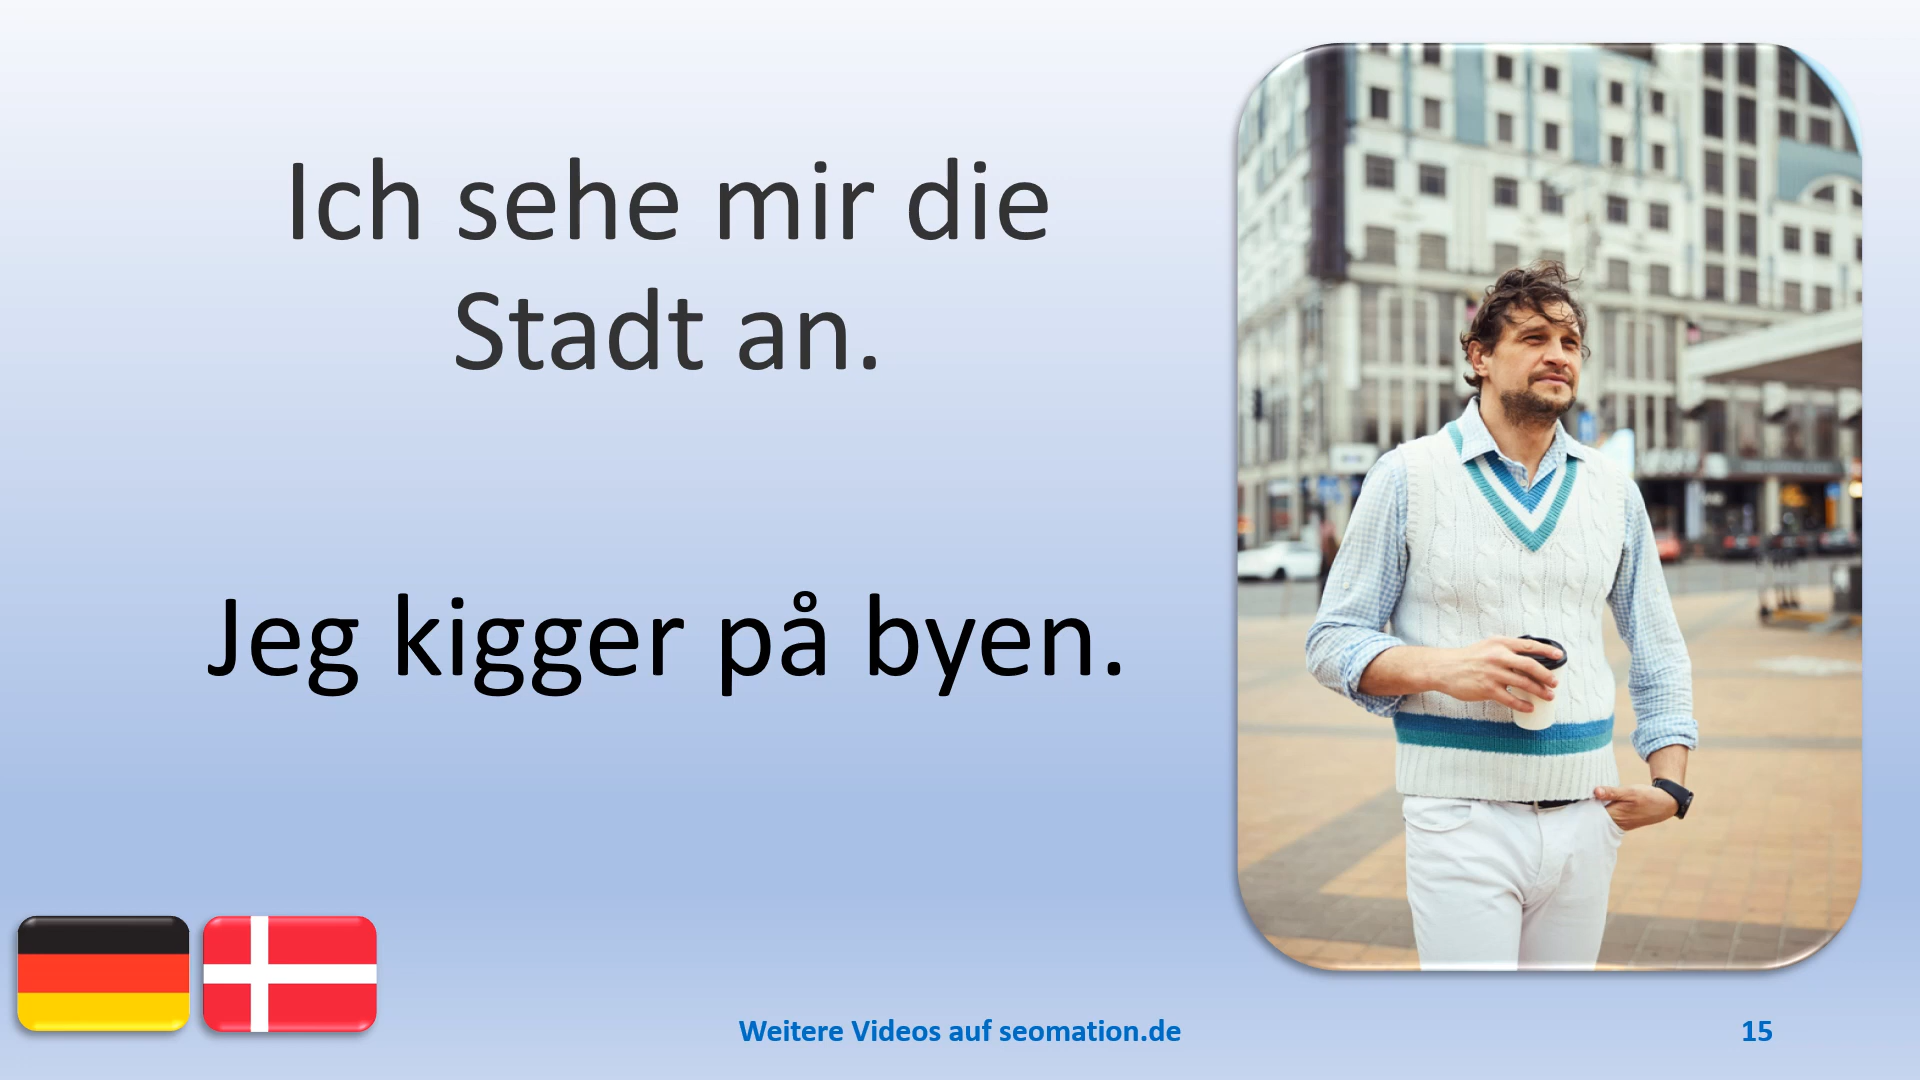 Ich sehe mir die
Stadt an.
Jeg kigger på byen.
Weitere Videos auf seomation.de
15